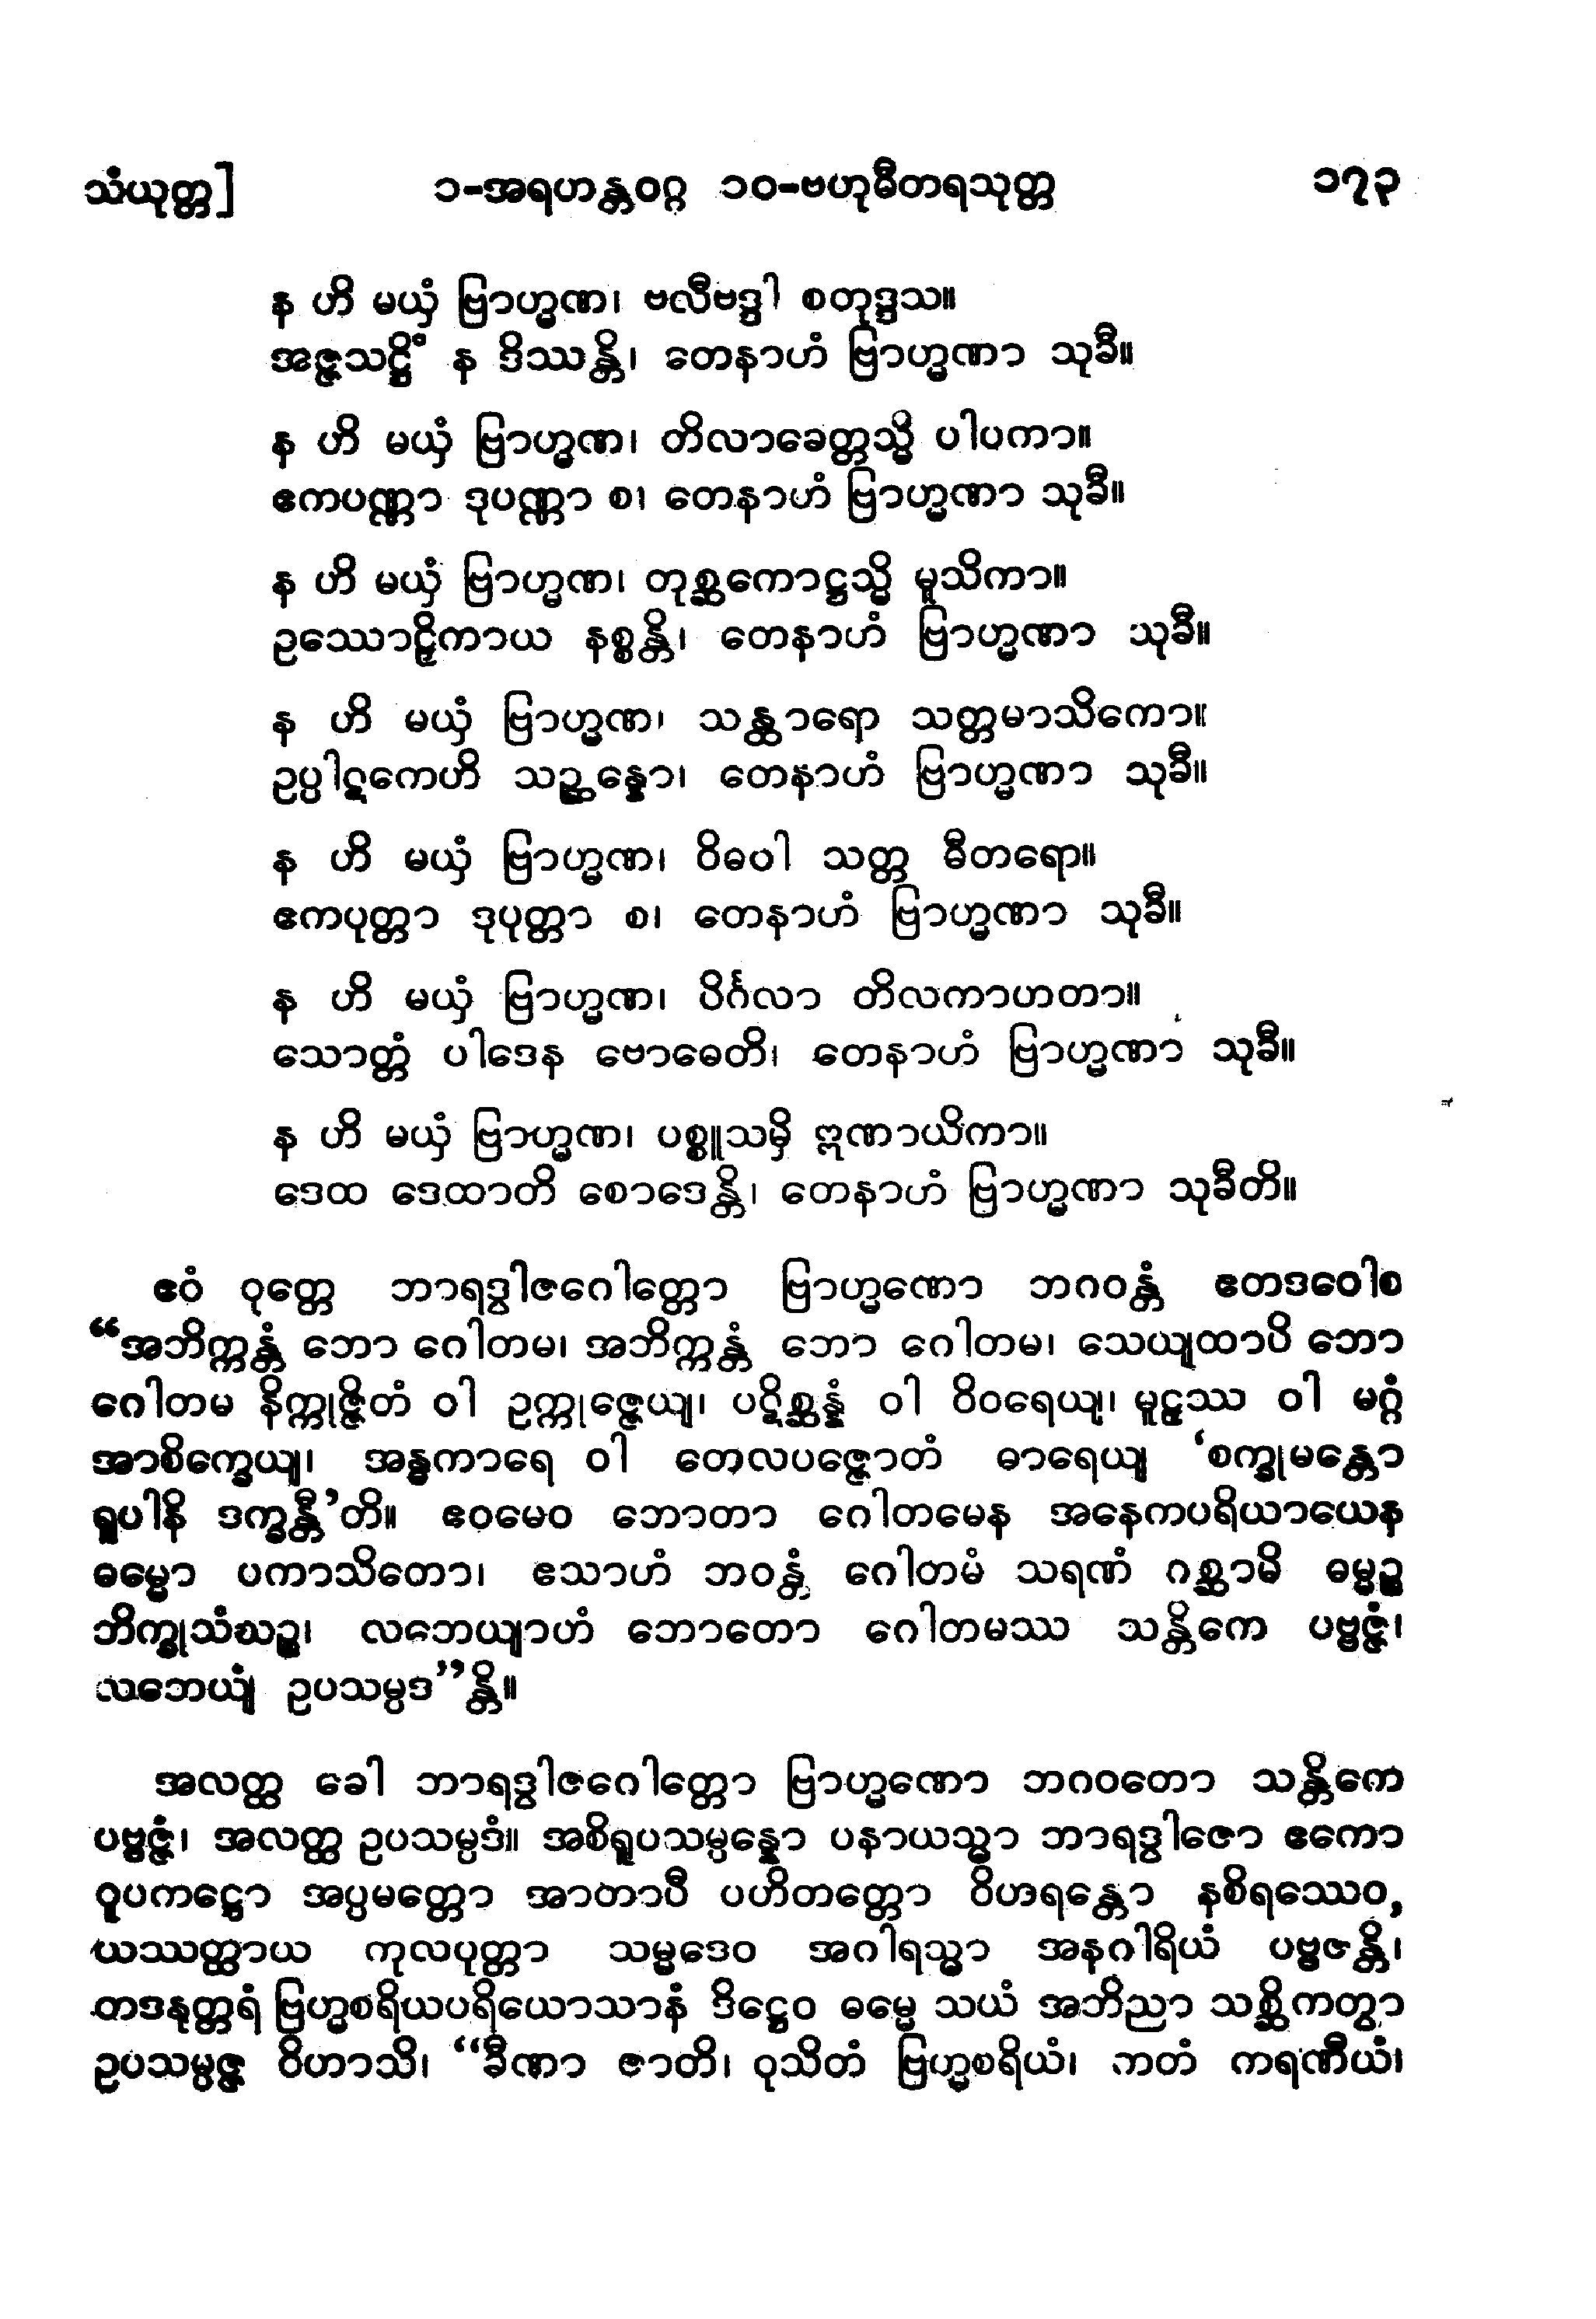 သံယုတ္တ] ၁-အရဟန္တဝဂ္ဂ ၁၀-ဗဟုဓီတရသုတ္တ ၁၇၃
န ဟိ မယှံ ဗြာဟ္မဏ၊ ဗလီဗဒ္ဒါ စတုဒ္ဒသ။
အဇ္ဇသဋ္ဌိံ န ဒိဿန္တိ၊ တေနာဟံ ဗြာဟ္မဏာ သုခီ။
န ဟိ မယှံ ဗြာဟ္မဏ၊ တိလာခေတ္တသ္မိ ပါပကာ။
ဧကပဏ္ဏာ ဒုပဏ္ဏာ စ၊ တေနာဟံ ဗြာဟ္မဏာ သုခီ။
န ဟိ မယှံ ဗြာဟ္မဏ၊ တုစ္ဆကောဋ္ဌသ္မိ မူသိကာ။
ဥဿောဠှိကာယ နစ္စန္တိ၊ တေနာဟံ ဗြာဟ္မဏာ သုခီ။
န ဟိ မယှံ ဗြာဟ္မဏ၊ သန္ထာရော သတ္တမာသိကော။
ဥပ္ပါဋကေဟိ သဉ္ဆန္နော၊ တေနာဟံ ဗြာဟ္မဏာ သုခီ။
န ဟိ မယှံ ဗြာဟ္မဏ၊ ဝိဓဝါ သတ္တ ဓီတရော။
ဧကပုတ္တာ ဒုပုတ္တာ စ၊ တေနာဟံ ဗြာဟ္မဏာ သုခီ။
န ဟိ မယှံ ဗြာဟ္မဏ၊ ပိင်္ဂလာ တိလကာဟတာ။
သောတ္တံ ပါဒေန ဗောဓေတိ၊ တေနာဟံ ဗြာဟ္မဏာ သုခီ။
န ဟိ မယှံ ဗြာဟ္မဏ၊ ပစ္စူသမှိ ဣဏာယိကာ။
ဒေထ ဒေထာတိ စောဒေန္တိ၊ တေနာဟံ ဗြာဟ္မဏာ သုခီတိ။
ဧဝံ ဝုတ္တေ ဘာရဒ္ဒွါဇဂေါတ္တော ဗြာဟ္မဏော ဘဂဝန္တံ ဧတဒဝေါစ
“အဘိက္ကန္တံ ဘော ဂေါတမ၊ အဘိက္ကန္တံ ဘော ဂေါတမ၊ သေယျထာပိ ဘော
ဂေါတမ နိက္ကုဇ္ဇိတံ ဝါ ဥက္ကုဇ္ဇေယျ၊ ပဋိစ္ဆန္နံ ဝါ ဝိဝရေယျ၊ မူဠှဿ ဝါ မဂ္ဂံ
အာစိက္ခေယျ၊ အန္ဓကာရေ ဝါ တေလပဇ္ဇောတံ ဓာရေယျ ‘စက္ခုမန္တော
ရူပါနိ ဒက္ခန္တီ’တိ။ ဧဝမေဝ ဘောတာ ဂေါတမေန အနေကပရိယာယေန
ဓမ္မော ပကာသိတော၊ ဧသာဟံ ဘဝန္တံ ဂေါတမံ သရဏံ ဂစ္ဆာမိ ဓမ္မဉ္စ
ဘိက္ခုသံဃဉ္စ၊ လဘေယျာဟံ ဘောတော ဂေါတမဿ သန္တိကေ ပဗ္ဗဇ္ဇံ၊
လဘေယျံ ဥပသမ္ပဒ”န္တိ။
အလတ္ထ ခေါ ဘာရဒ္ဒွါဇဂေါတ္တော ဗြာဟ္မဏော ဘဂဝတော သန္တိကေ
ပဗ္ဗဇ္ဇံ၊ အလတ္ထ ဥပသမ္ပဒံ။ အစိရူပသမ္ပန္နော ပနာယသ္မာ ဘာရဒ္ဒွါဇော ဧကော
ဝူပကဋ္ဌော အပ္ပမတ္တော အာတာပီ ပဟိတတ္တော ဝိဟရန္တော နစိရဿေဝ,
ယဿတ္ထာယ ကုလပုတ္တာ သမ္မဒေဝ အဂါရသ္မာ အနဂါရိယံ ပဗ္ဗဇန္တိ၊
တဒနုတ္တရံ ဗြဟ္မစရိယပရိယောသာနံ ဒိဋ္ဌေဝ ဓမ္မေ သယံ အဘိညာ သစ္ဆိကတွာ
ဥပသမ္ပဇ္ဇ ဝိဟာသိ၊ “ခီဏာ ဇာတိ၊ ဝုသိတံ ဗြဟ္မစရိယံ၊ ကတံ ကရဏီယံ၊